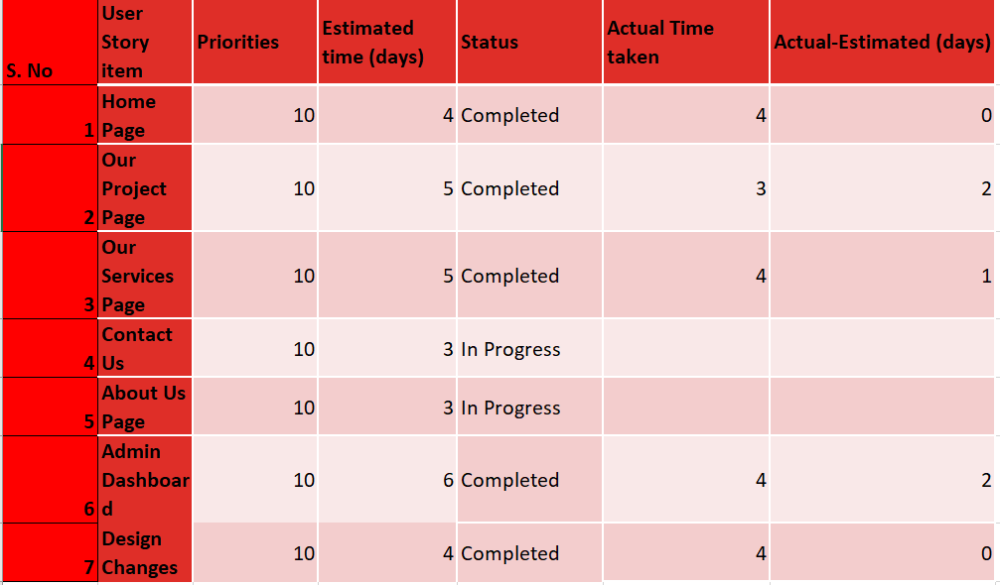 S. No User Story item Priorities Estimated time (days) Status Actual Time taken Actual-Estimated (days)
1 Home Page 10 4 Completed 4 0
2 Our Project Page 10 5 Completed 3 2
3 Our Services Page 10 5 Completed 4 1
4 Contact Us 10 3 In Progress
5 About Us Page 10 3 In Progress
6 Admin Dashboard 10 6 Completed 4 2
7 Design Changes 10 4 Completed 4 0